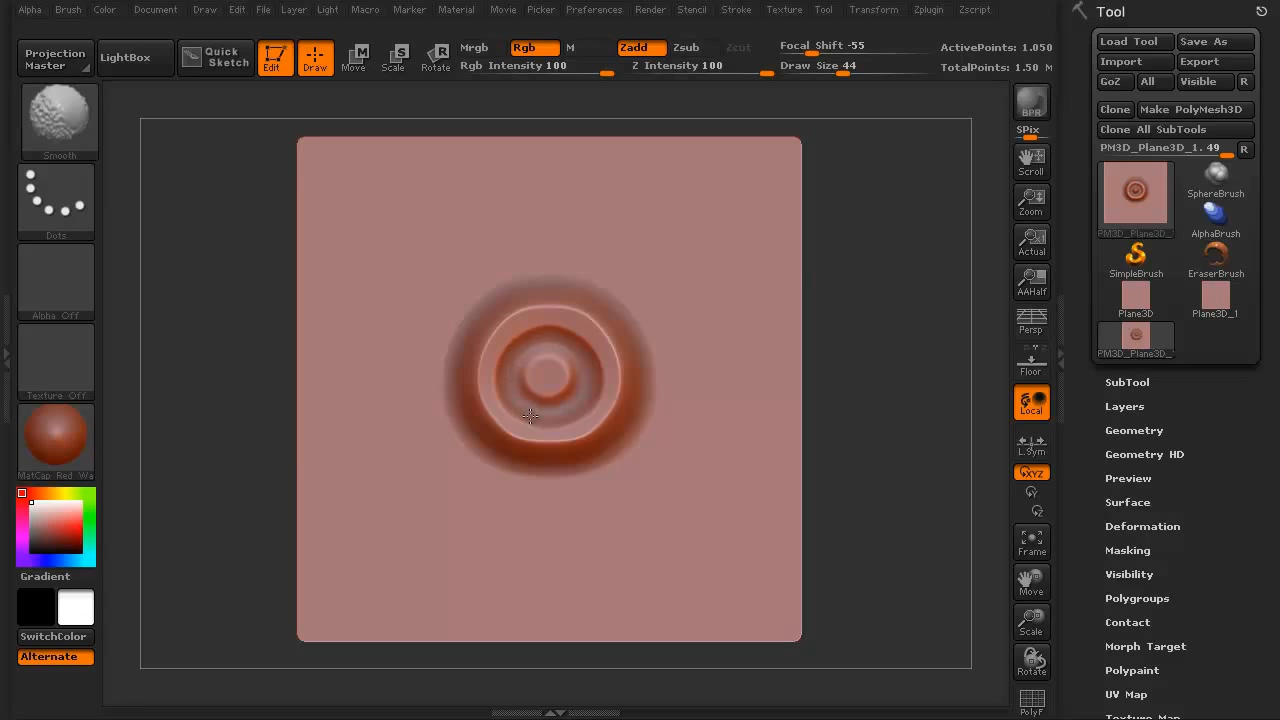 Alpha Brush Color Document Draw Edit File Layer Light Macro Marker Material Movie Picker Preferences Render Stencil Stroke Texture Tool Transform Zplugin Zscript
Projection Master
LightBox
Quick Sketch
Edit
Draw
Move
Scale
Rotate
Mrgb Rgb M
Rgb Intensity 100
Zadd Zsub Zcut
Z Intensity 100
Focal Shift -55
Draw Size 44
ActivePoints: 1.050
TotalPoints: 1.50 M
Smooth
Dots
Alpha Off
Texture Off
MatCap Red Wa
Gradient
SwitchColor
Alternate
BPR
SPix
Scroll
Zoom
Actual
AAHalf
Persp
Floor
Local
L.Sym
XYZ
Y
Z
Frame
Move
Scale
Rotate
PolyF
Tool
Load Tool Save As
Import Export
GoZ All Visible R
Clone Make PolyMesh3D
Clone All SubTools
PM3D_Plane3D_1. 49 R
PM3D_Plane3D_
SphereBrush
AlphaBrush
SimpleBrush EraserBrush
Plane3D Plane3D_1
PM3D_Plane3D_
SubTool
Layers
Geometry
Geometry HD
Preview
Surface
Deformation
Masking
Visibility
Polygroups
Contact
Morph Target
Polypaint
UV Map
Texture Map